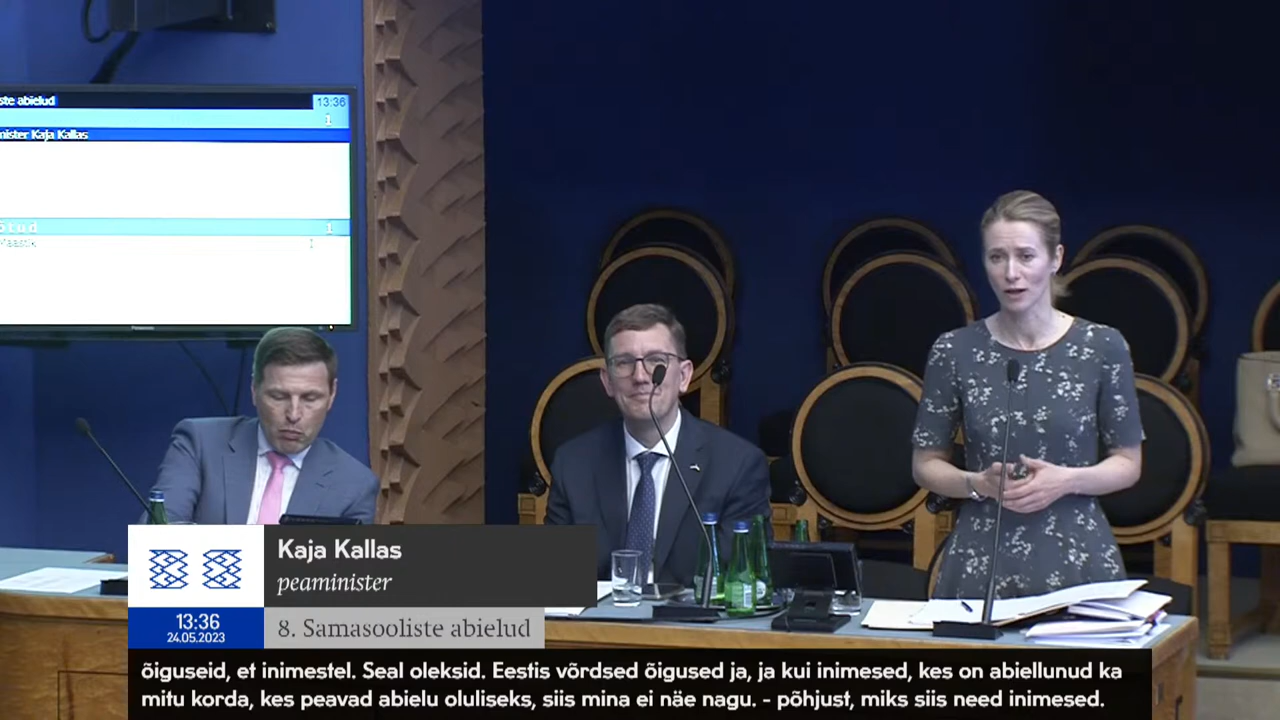 ste abielud
13:36
1
nister Kaja Kallas
1
1
Panasonic
Kaja Kallas
peaminister
13:36
24.05.2023
8. Samasooliste abielud
õiguseid, et inimestel. Seal oleksid. Eestis võrdsed õigused ja, ja kui inimesed, kes on abiellunud ka
mitu korda, kes peavad abielu oluliseks, siis mina ei näe nagu. - põhjust, miks siis need inimesed.